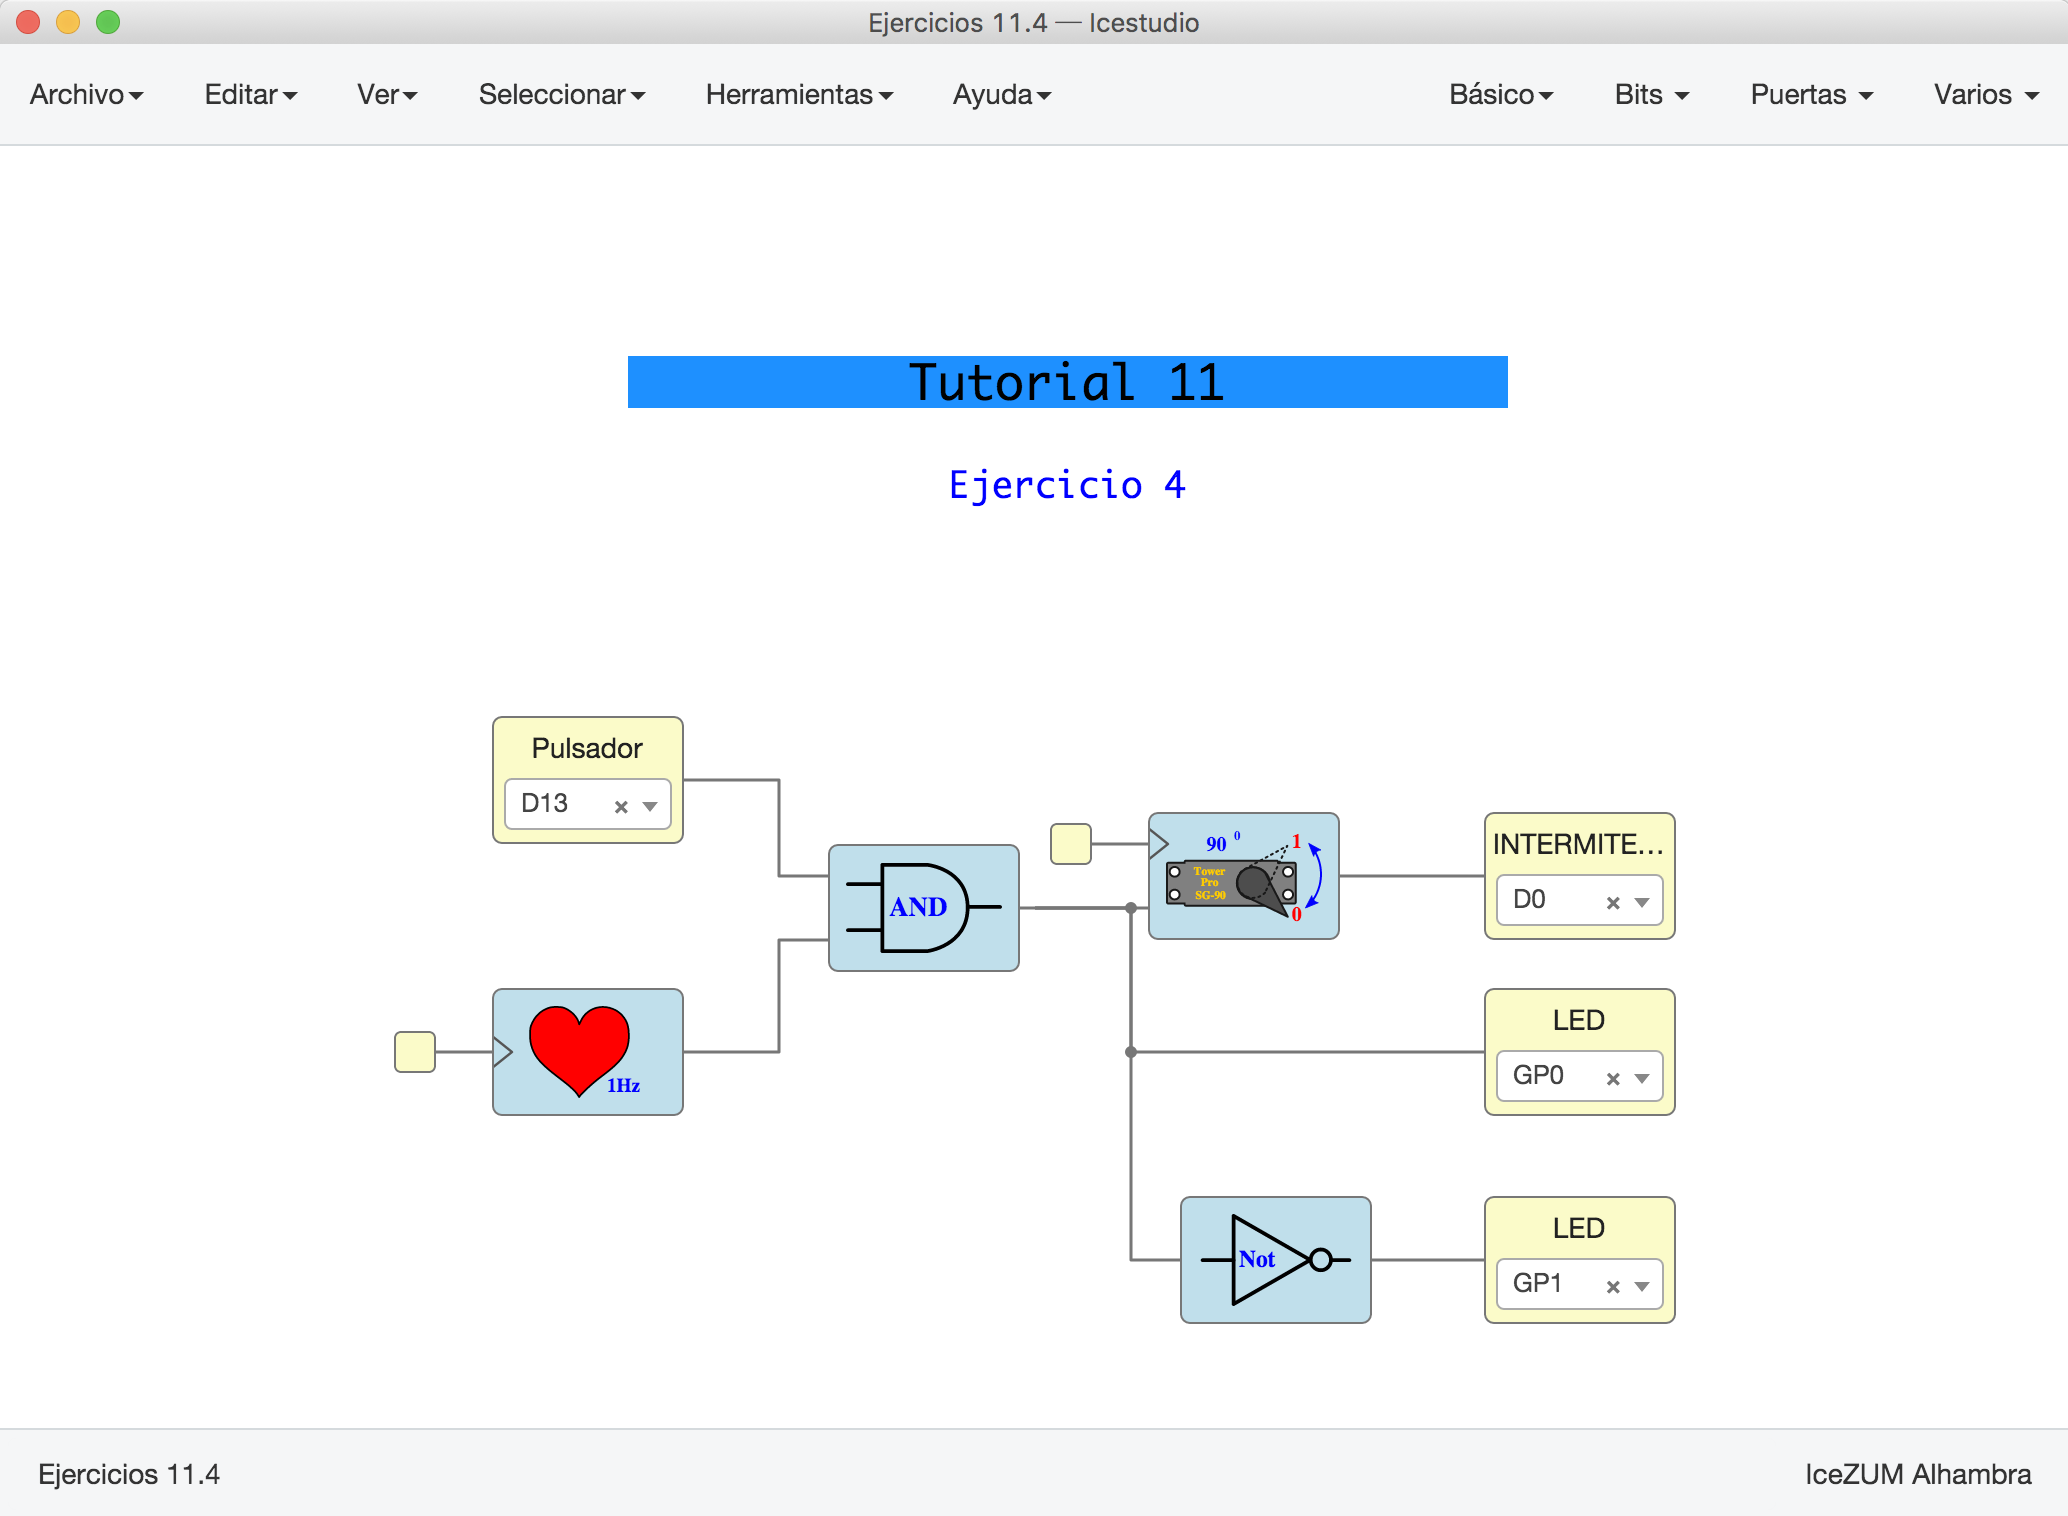 Ejercicios 11.4 — Icestudio
Archivo Editar Ver Seleccionar Herramientas Ayuda Básico Bits Puertas Varios
Tutorial 11
Ejercicio 4
Pulsador
D13
AND
1Hz
90 0
1
Tower
Pro
SG-90
0
INTERMITE...
D0
LED
GP0
Not
LED
GP1
Ejercicios 11.4
IceZUM Alhambra